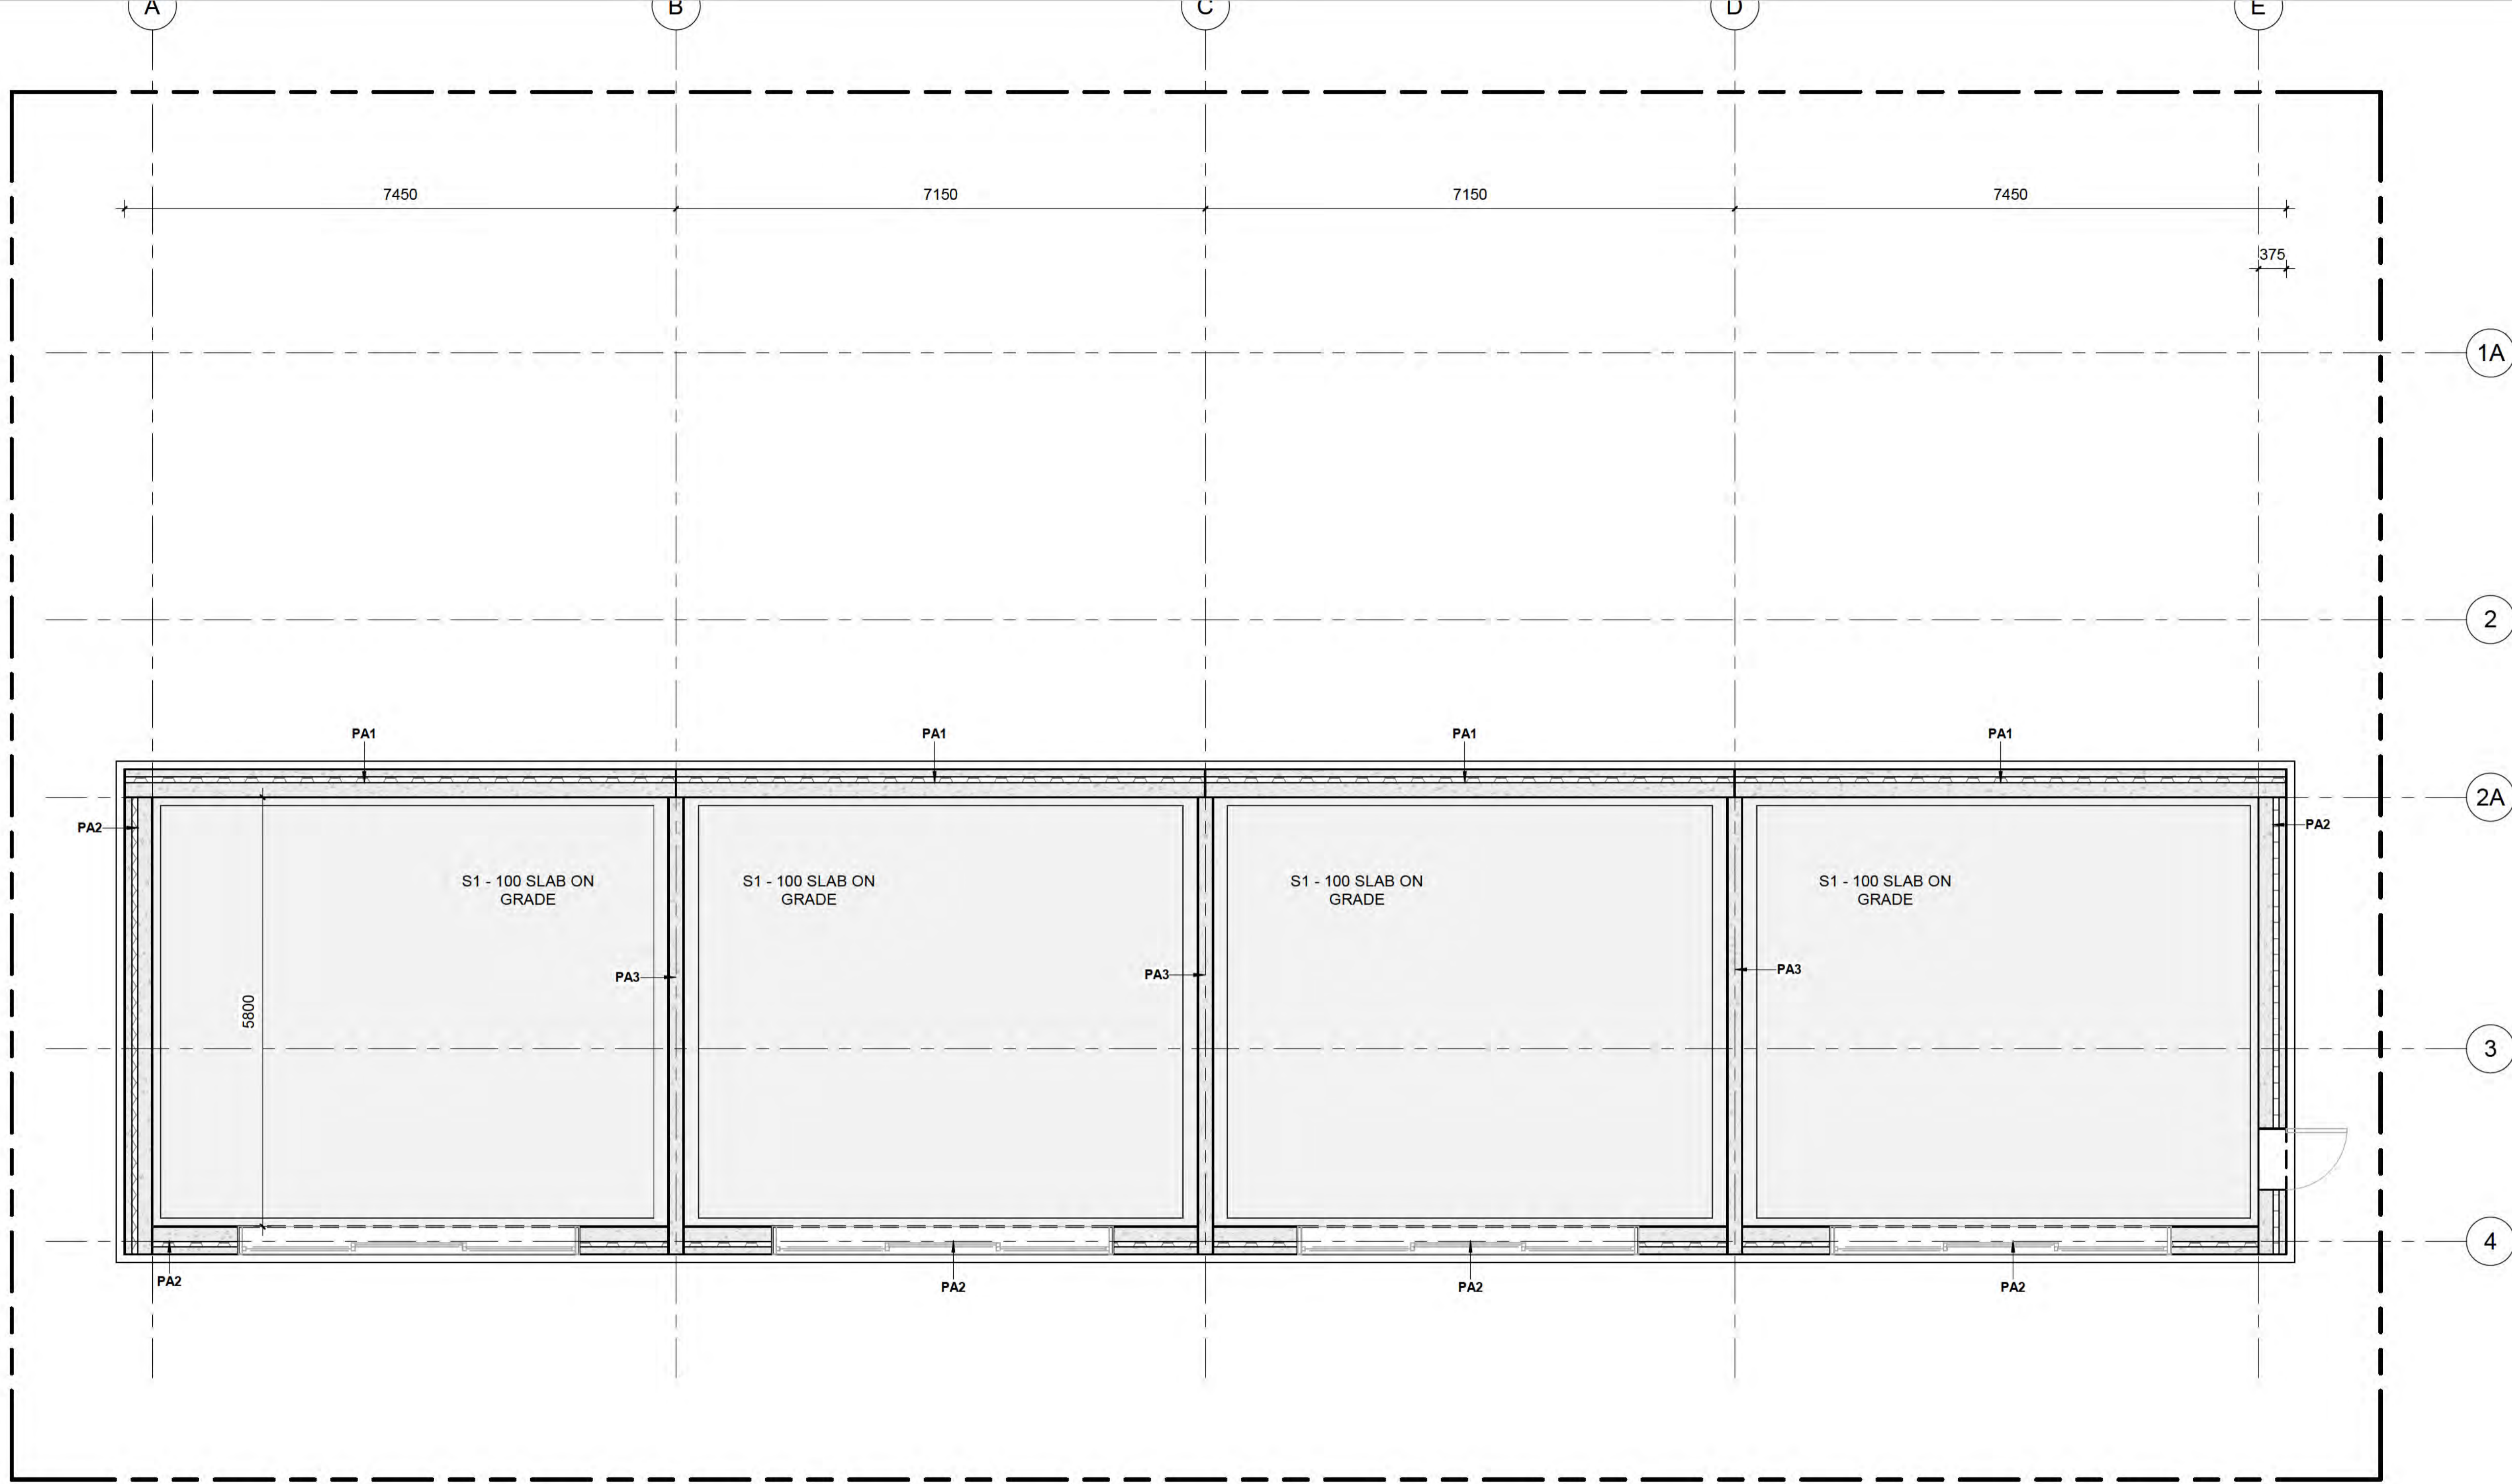 A
B
C
D
E
7450
7150
7150
7450
375
1A
2
PA1
PA1
PA1
PA1
2A
PA2
PA2
S1 - 100 SLAB ON
GRADE
S1 - 100 SLAB ON
GRADE
S1 - 100 SLAB ON
GRADE
S1 - 100 SLAB ON
GRADE
PA3
PA3
PA3
5800
3
4
PA2
PA2
PA2
PA2